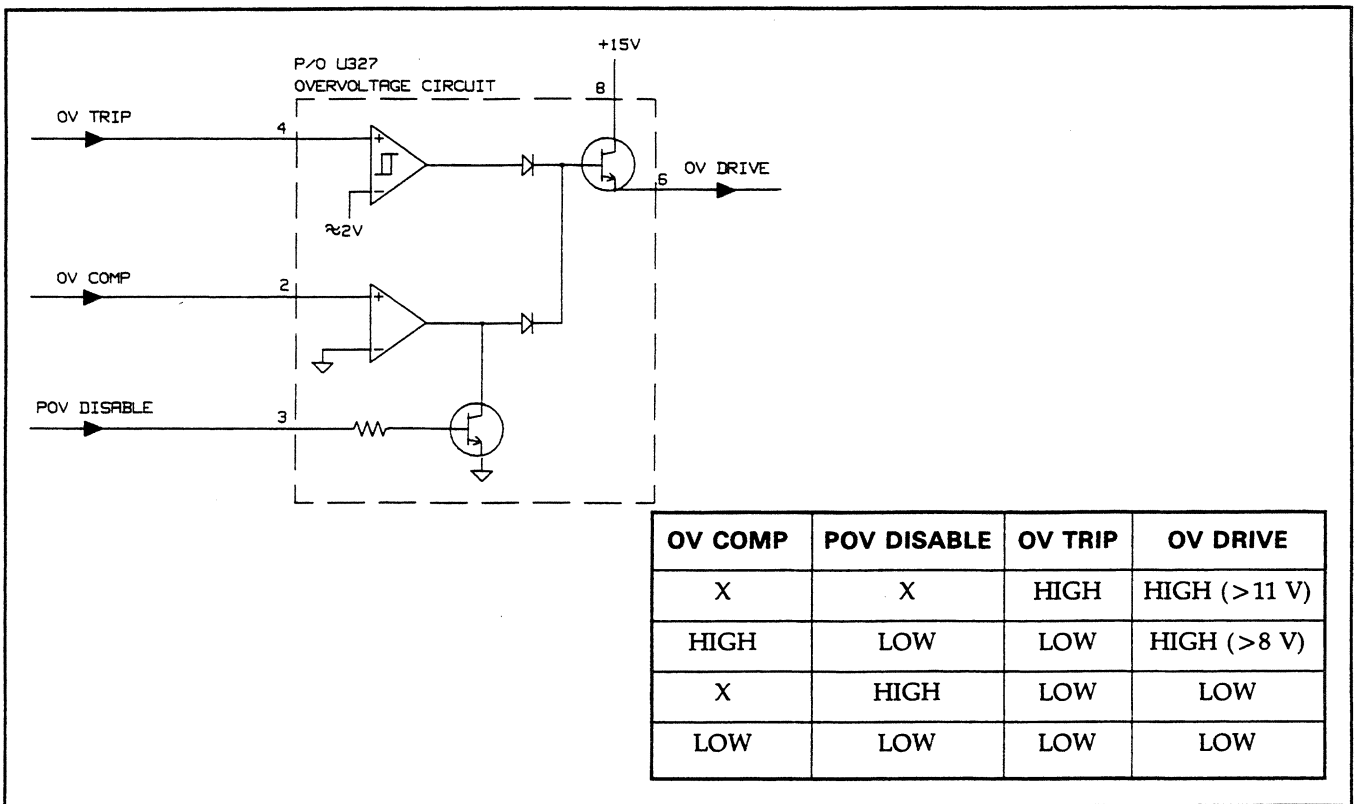 +15V
P/O U327
OVERVOLTAGE CIRCUIT
8
OV TRIP
4
+
-
≈2V
6
OV DRIVE
OV COMP
2
+
-
POV DISABLE
3
OV COMP POV DISABLE OV TRIP OV DRIVE
X X HIGH HIGH (>11 V)
HIGH LOW LOW HIGH (>8 V)
X HIGH LOW LOW
LOW LOW LOW LOW